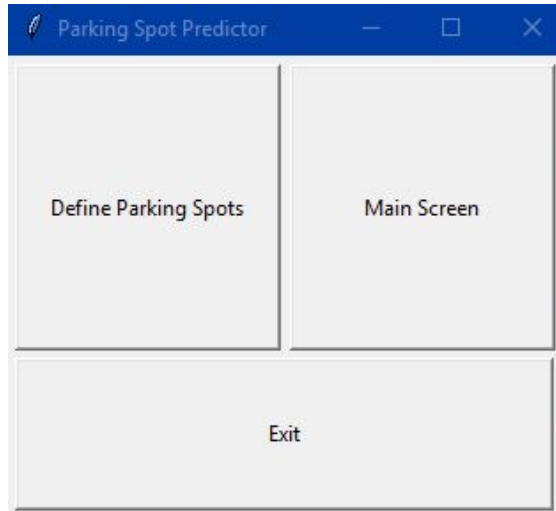 Parking Spot Predictor
Define Parking Spots
Main Screen
Exit